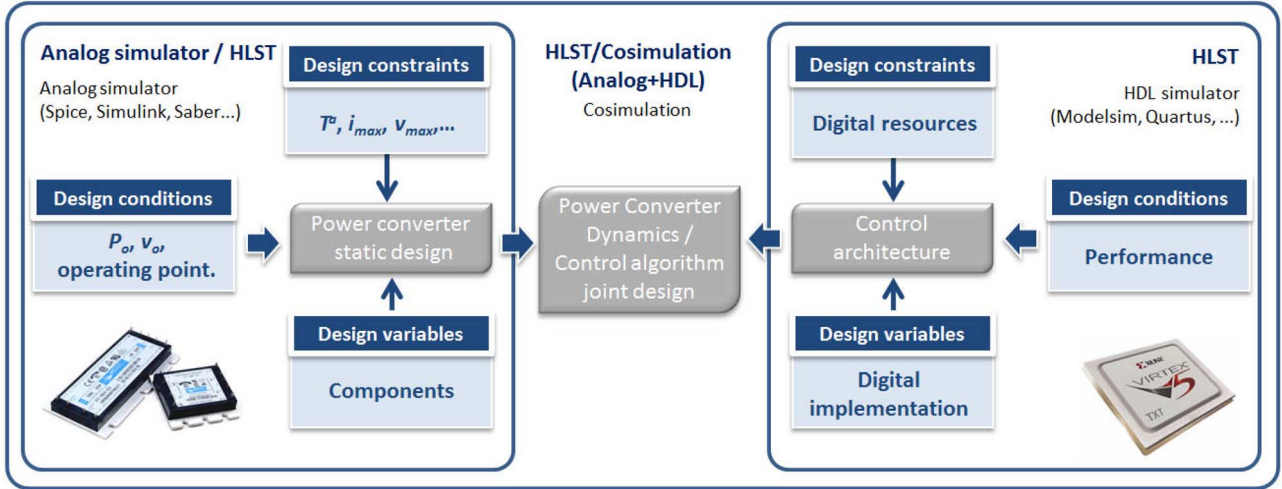 Analog simulator / HLST
Analog simulator
(Spice, Simulink, Saber...)
Design constraints
Tª, imax, vmax,...
Design conditions
Po, vo,
operating point.
Power converter
static design
Design variables
Components
HLST/Cosimulation
(Analog+HDL)
Cosimulation
Power Converter
Dynamics /
Control algorithm
joint design
Design constraints
Digital resources
HLST
HDL simulator
(Modelsim, Quartus, ...)
Control
architecture
Design conditions
Performance
Design variables
Digital
implementation
XILINX
VIRTEX
5
TXT